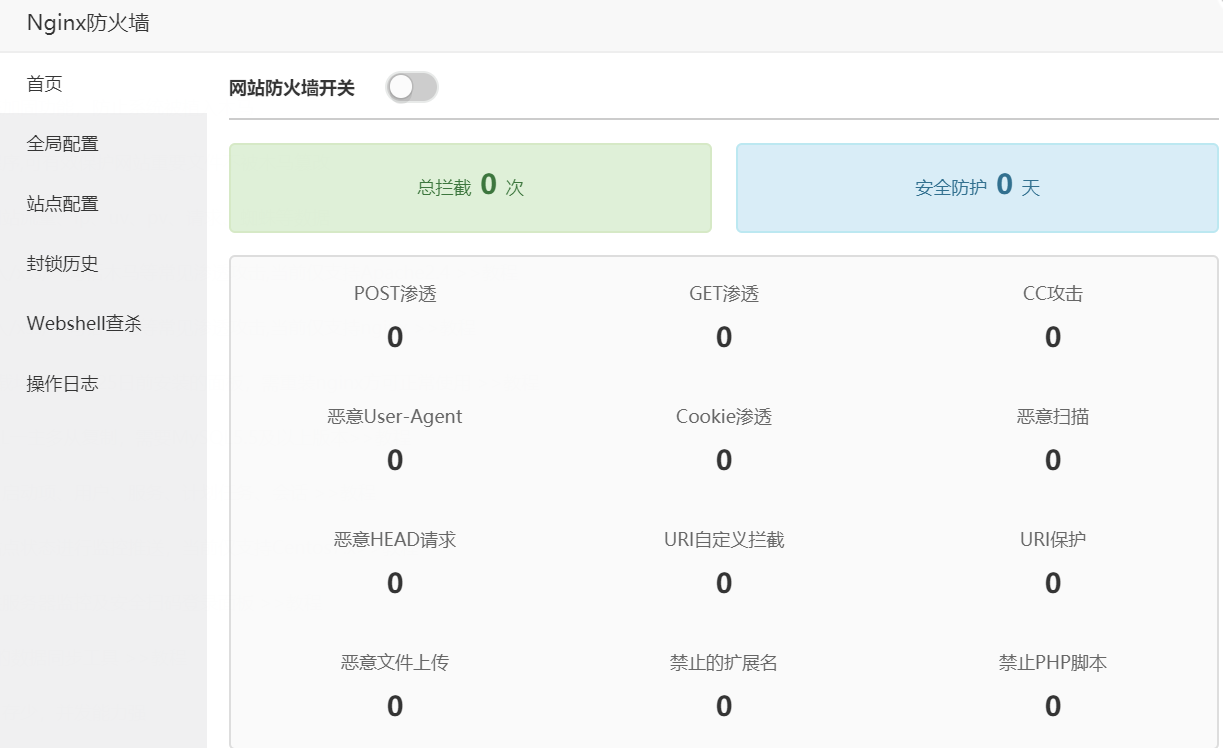 Nginx防火墙
首页
全局配置
站点配置
封锁历史
Webshell查杀
操作日志
网站防火墙开关
总拦截 0 次
安全防护 0 天
POST渗透
0
GET渗透
0
CC攻击
0
恶意User-Agent
0
Cookie渗透
0
恶意扫描
0
恶意HEAD请求
0
URI自定义拦截
0
URI保护
0
恶意文件上传
0
禁止的扩展名
0
禁止PHP脚本
0